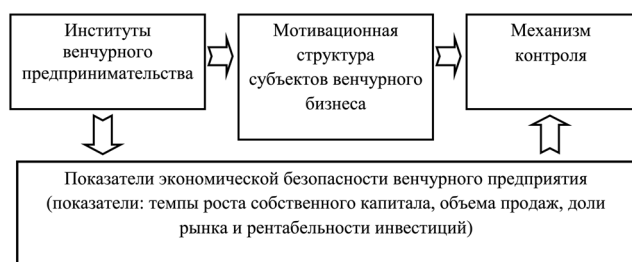 Институты
венчурного
предпринимательства
Мотивационная
структура
субъектов венчурного
бизнеса
Механизм
контроля
Показатели экономической безопасности венчурного предприятия
(показатели: темпы роста собственного капитала, объема продаж, доли
рынка и рентабельности инвестиций)